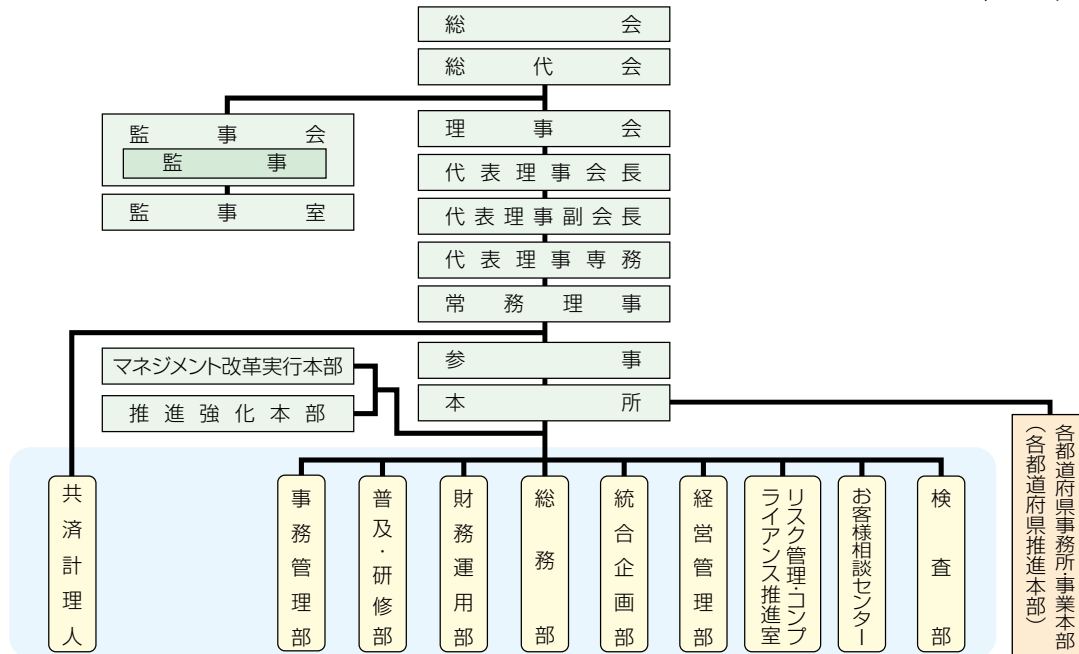 総会
総代会
監事会
監事
監事室
理事会
代表理事会長
代表理事副会長
代表理事専務
常務理事
参事
マネジメント改革実行本部
推進強化本部
本所
共済計理人
事務管理部
普及・研修部
財務運用部
総務部
統合企画部
経営管理部
リスク管理・コンプ
ライアンス推進室
お客様相談センター
検査部
各都道府県事務所・事業本部
（各都道府県推進本部）